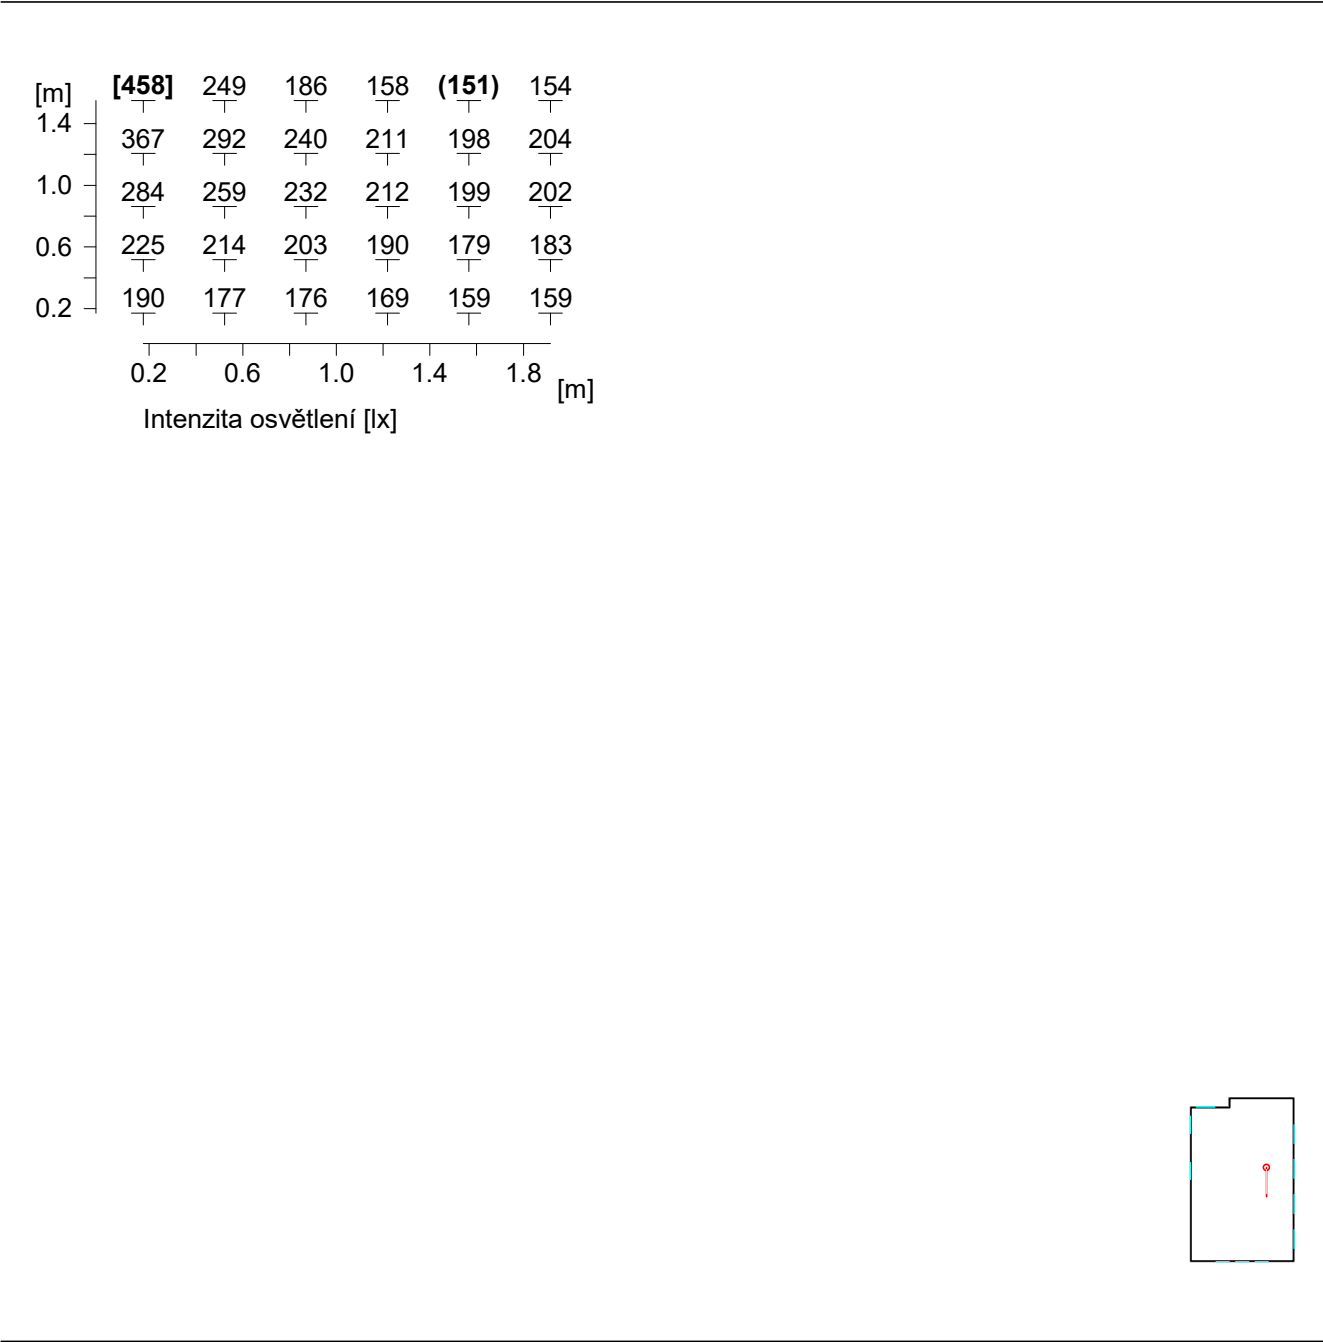 [m] [458] 249 186 158 (151) 154
1.4 367 292 240 211 198 204
1.0 284 259 232 212 199 202
0.6 225 214 203 190 179 183
0.2 190 177 176 169 159 159
0.2 0.6 1.0 1.4 1.8 [m]
Intenzita osvětlení [lx]